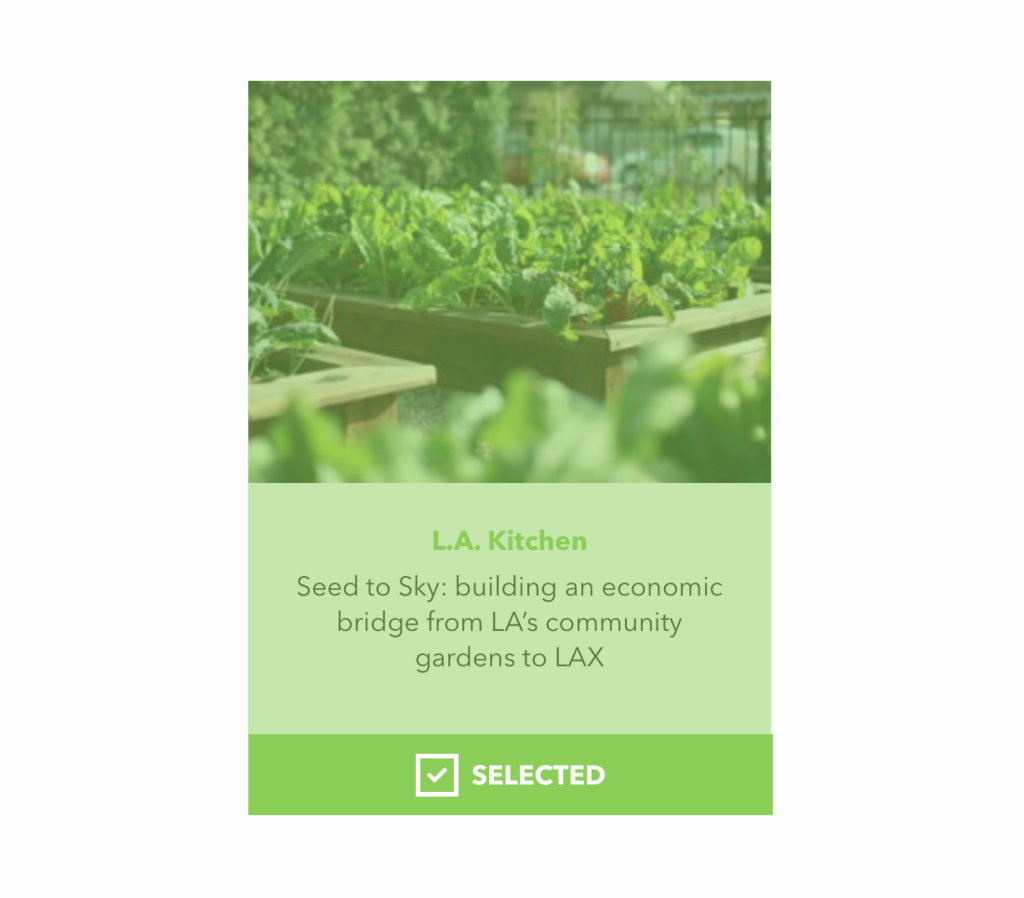 L.A. Kitchen
Seed to Sky: building an economic
bridge from LA’s community
gardens to LAX
SELECTED